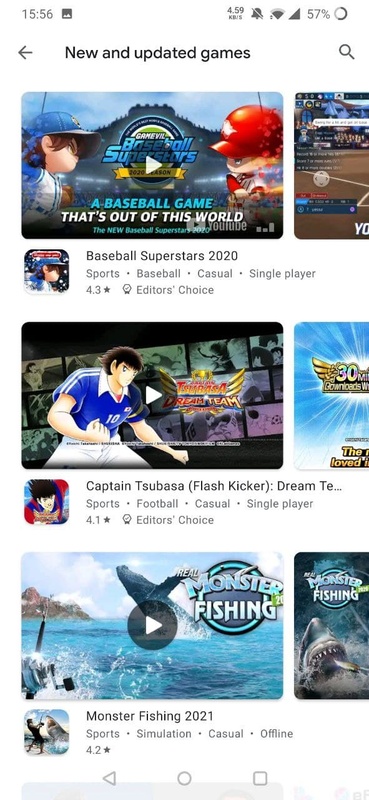 15:56
4.59
KB/S
57%
New and updated games
GAMEVIL
Baseball
Superstars
2020 SEASON
A BASEBALL GAME
THAT'S OUT OF THIS WORLD
The NEW Baseball Superstars 2020
YouTube
YO
Baseball Superstars 2020
Sports • Baseball • Casual • Single player
4.3★ Editors' Choice
10
CAPTAIN
TSUBASA
DREAM TEAM
30 MI
Downloads W
The
loved i
Captain Tsubasa (Flash Kicker): Dream Te...
Sports • Football • Casual • Single player
4.1★ Editors' Choice
REAL
MONSTER
FISHING
REAL
MONSTER
FISHING
Monster Fishing 2021
Sports • Simulation • Casual • Offline
4.2★